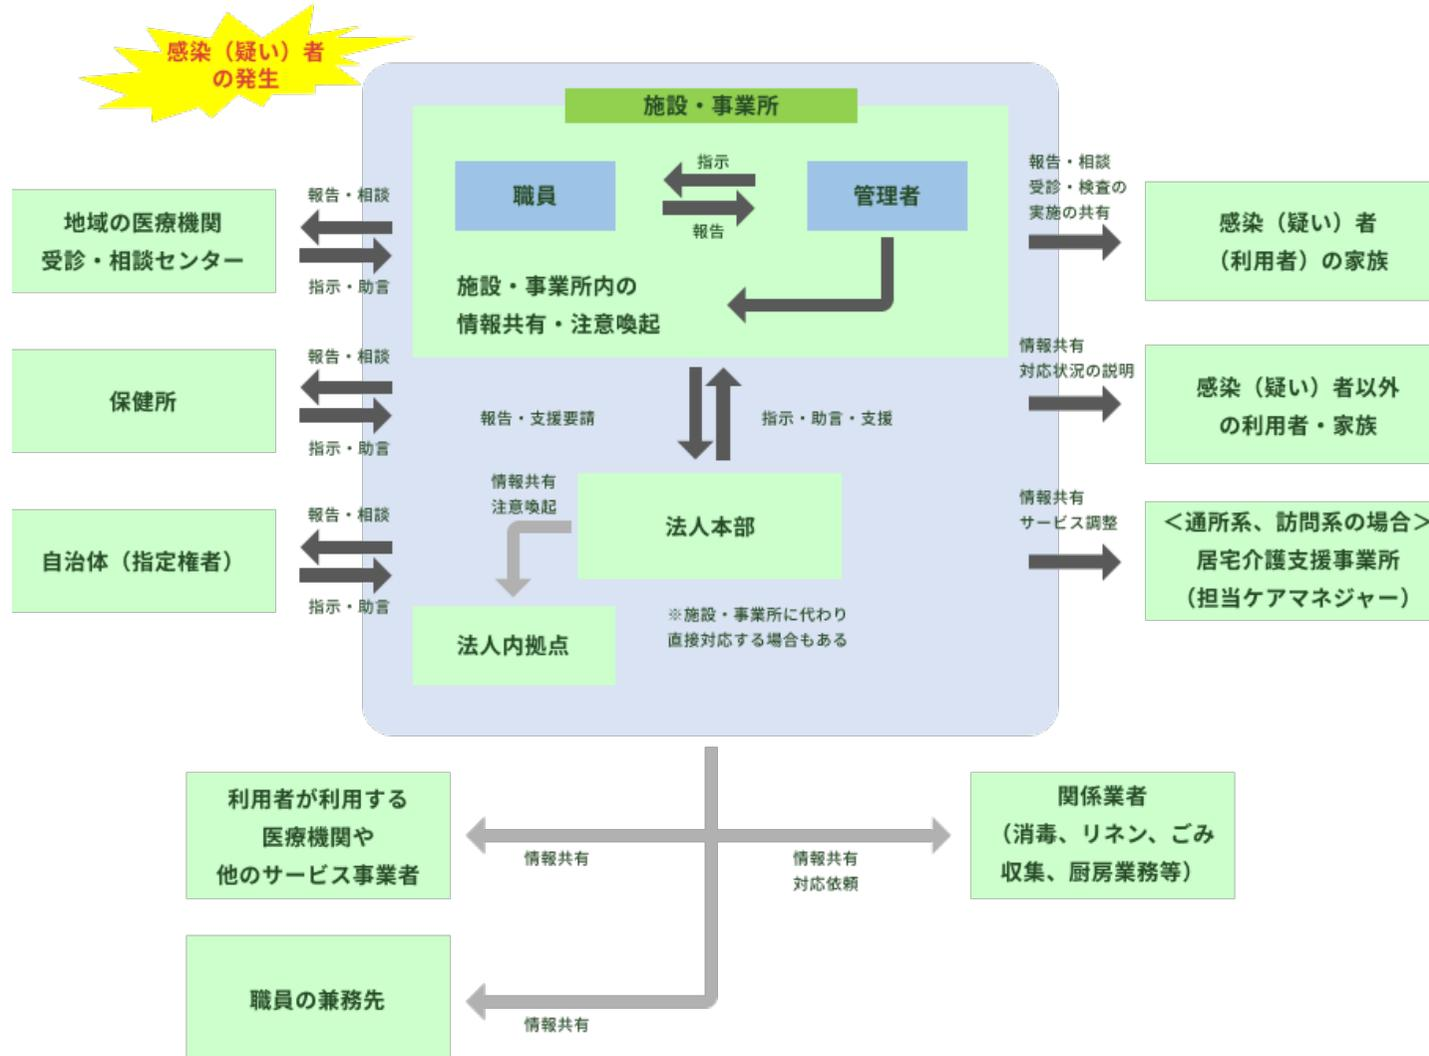 感染（疑い）者
の発生
施設・事業所
職員
指示
報告
管理者
施設・事業所内の
情報共有・注意喚起
報告・相談
地域の医療機関
受診・相談センター
指示・助言
報告・相談
保健所
指示・助言
報告・相談
自治体（指定権者）
指示・助言
報告・相談
受診・検査の
実施の共有
感染（疑い）者
（利用者）の家族
情報共有
対応状況の説明
感染（疑い）者以外
の利用者・家族
情報共有
サービス調整
＜通所系、訪問系の場合＞
居宅介護支援事業所
（担当ケアマネジャー）
報告・支援要請
指示・助言・支援
情報共有
注意喚起
法人本部
法人内拠点
※施設・事業所に代わり
直接対応する場合もある
利用者が利用する
医療機関や
他のサービス事業者
情報共有
情報共有
対応依頼
関係業者
（消毒、リネン、ごみ
収集、厨房業務等）
職員の兼務先
情報共有